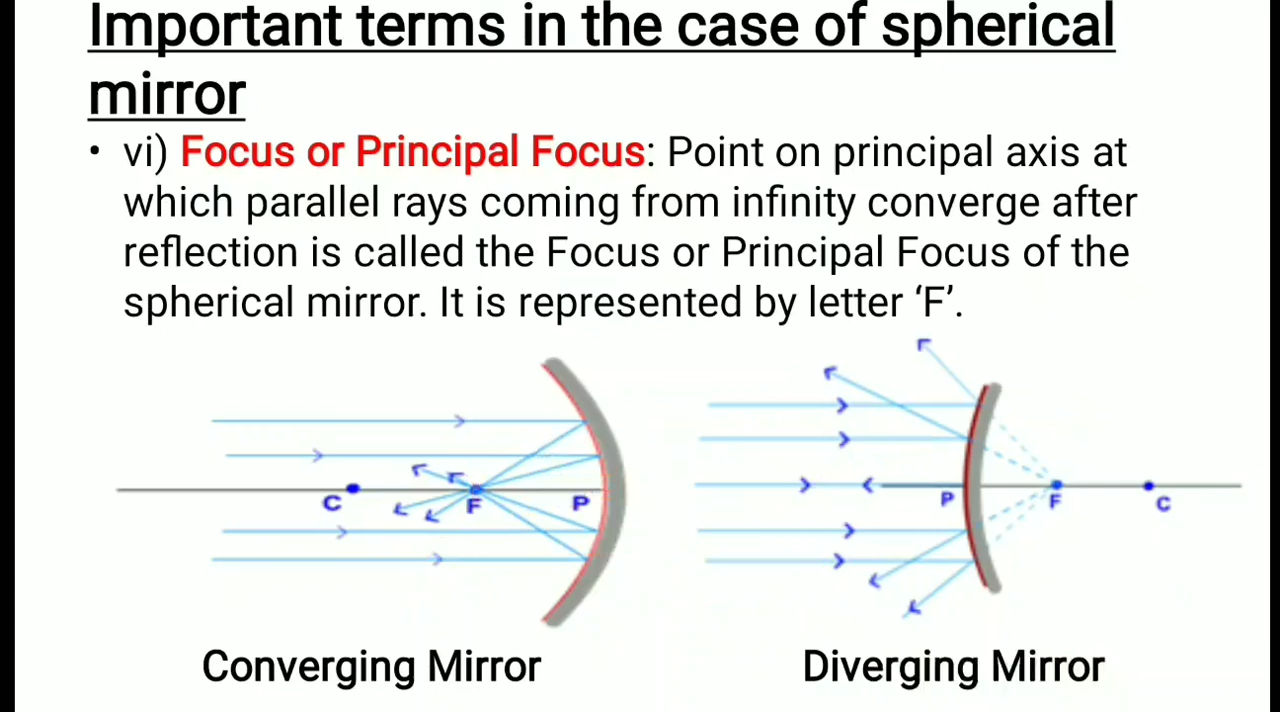 Important terms in the case of spherical
mirror
• vi) Focus or Principal Focus: Point on principal axis at
which parallel rays coming from infinity converge after
reflection is called the Focus or Principal Focus of the
spherical mirror. It is represented by letter ‘F’.
C F P
P F C
Converging Mirror
Diverging Mirror